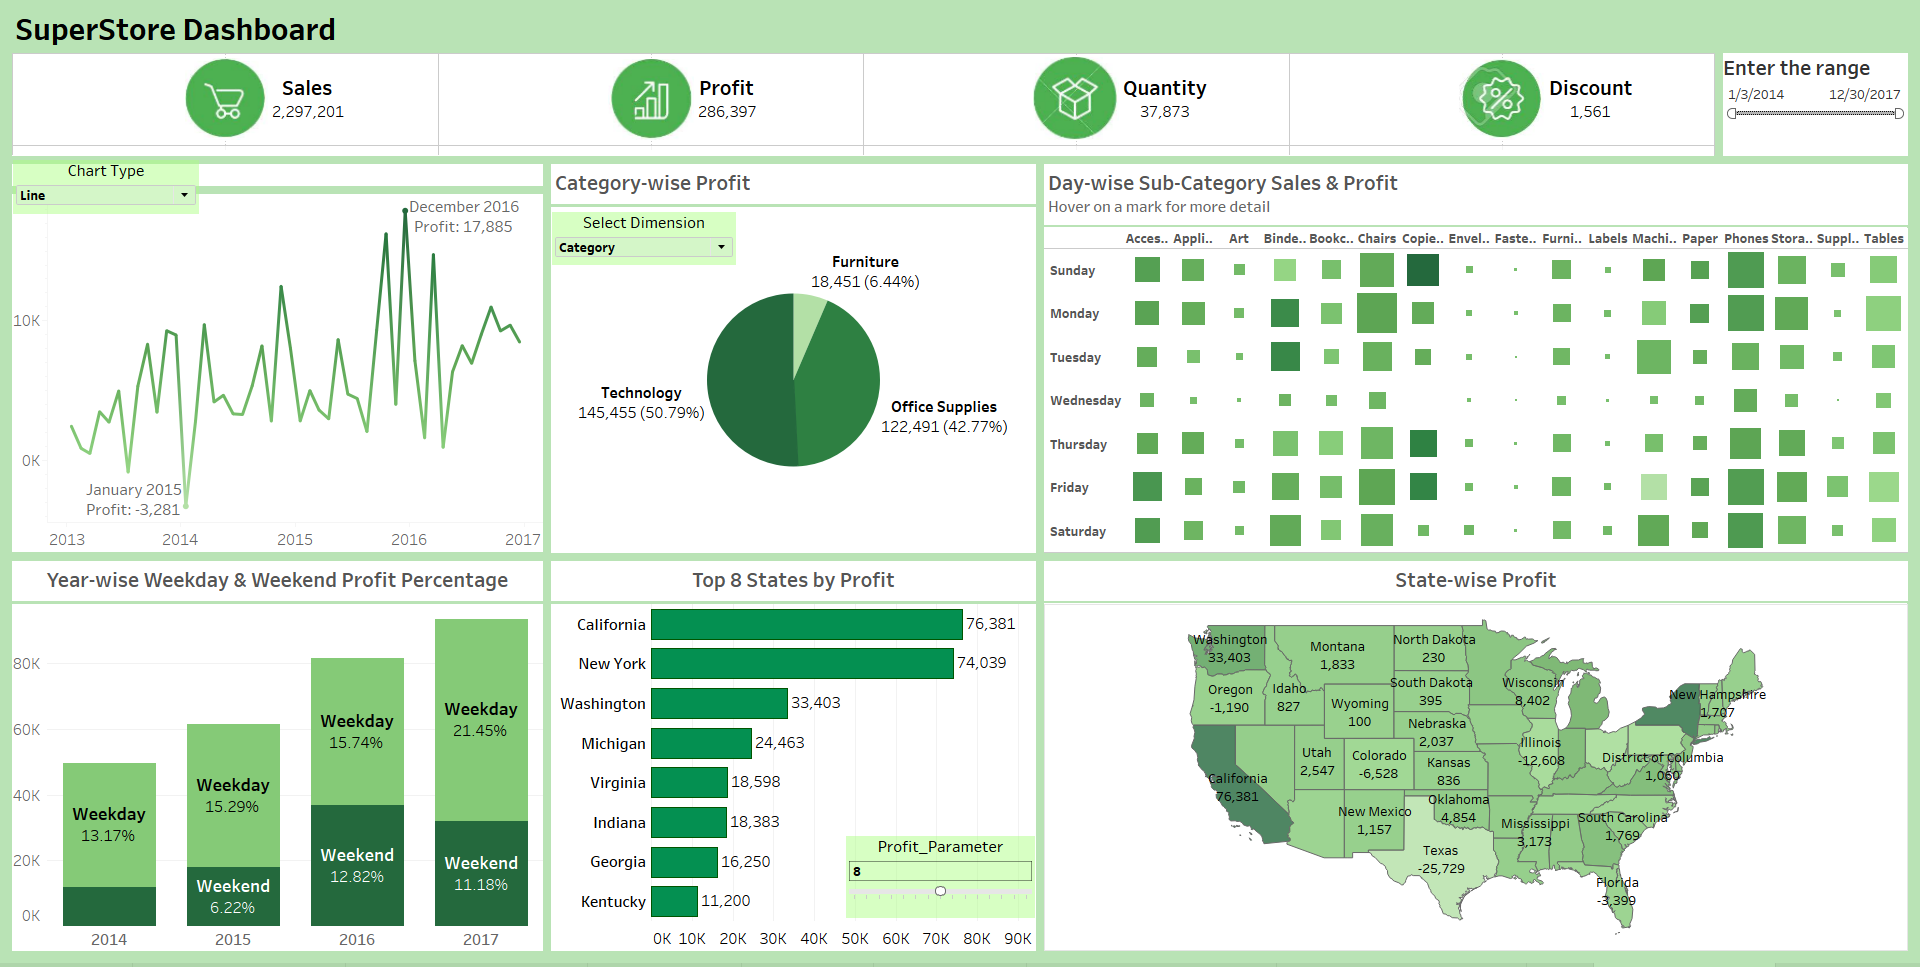 SuperStore Dashboard
Sales
2,297,201
Profit
286,397
Quantity
37,873
Discount
1,561
Enter the range
1/3/2014 12/30/2017
Chart Type
Line
December 2016
Profit: 17,885
10K
0K
January 2015
Profit: -3,281
2013 2014 2015 2016 2017
Category-wise Profit
Select Dimension
Category
Furniture
18,451 (6.44%)
Technology
145,455 (50.79%)
Office Supplies
122,491 (42.77%)
Day-wise Sub-Category Sales & Profit
Hover on a mark for more detail
Acces.. Appli.. Art Binde.. Bookc.. Chairs Copie.. Envel.. Faste.. Furni.. Labels Machi.. Paper Phones Stora.. Suppl.. Tables
Sunday
Monday
Tuesday
Wednesday
Thursday
Friday
Saturday
Year-wise Weekday & Weekend Profit Percentage
80K
60K
40K
20K
0K
Weekday
13.17%
Weekday
15.29%
Weekend
6.22%
Weekday
15.74%
Weekend
12.82%
Weekday
21.45%
Weekend
11.18%
2014 2015 2016 2017
Top 8 States by Profit
California 76,381
New York 74,039
Washington 33,403
Michigan 24,463
Virginia 18,598
Indiana 18,383
Georgia 16,250
Kentucky 11,200
Profit_Parameter
8
0K 10K 20K 30K 40K 50K 60K 70K 80K 90K
State-wise Profit
Washington
33,403
Montana
1,833
North Dakota
230
Oregon
-1,190
Idaho
827
South Dakota
395
Wisconsin
8,402
New Hampshire
1,707
Wyoming
100
Nebraska
2,037
Illinois
-12,608
Utah
2,547
Colorado
-6,528
Kansas
836
District of Columbia
1,060
California
76,381
Oklahoma
4,854
New Mexico
1,157
Mississippi
3,173
South Carolina
1,769
Texas
-25,729
Florida
-3,399